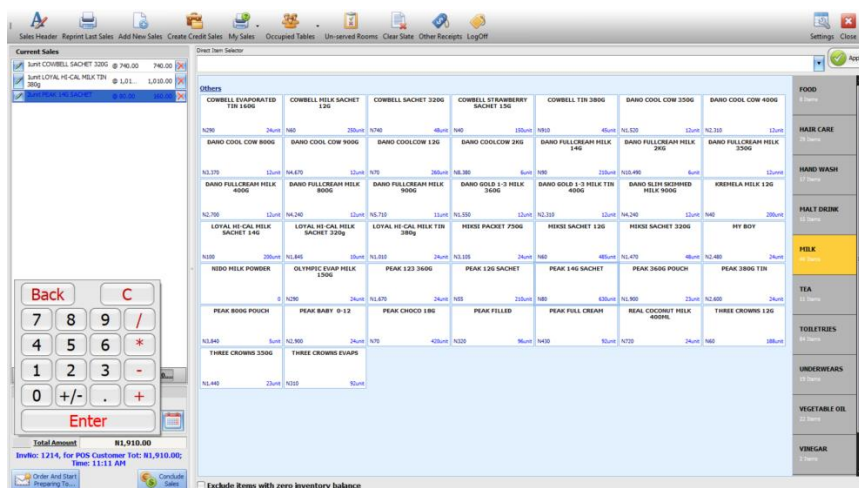 Sales Header Reprint Last Sales Add New Sales Create Credit Sales My Sales Occupied Tables Un-served Rooms Clear Slate Other Receipts LogOff Settings Close
Current Sales
Direct Item Selector
1unit COWBELL SACHET 320G @ 740.00 740.00
1unit LOYAL HI-CAL MILK TIN 380g @ 1,01... 1,010.00
PEAK 14G SACHET @ 80.00 160.00
App
Others
COWBELL EVAPORATED TIN 160G COWBELL MILK SACHET 12G COWBELL SACHET 320G COWBELL STRAWBERRY SACHET 15G COWBELL TIN 380G DANO COOL COW 350G DANO COOL COW 400G
N290 24unit N60 250unit N740 48unit N40 150unit N910 45unit N1,520 12unit N2,310 12unit
DANO COOL COW 800G DANO COOL COW 900G DANO COOLCOW 12G DANO COOLCOW 2KG DANO FULLCREAM MILK 14G DANO FULLCREAM MILK 2KG DANO FULLCREAM MILK 350G
N3,370 12unit N4,670 12unit N70 260unit N8,380 6unit N90 210unit N10,490 6unit 12unit
DANO FULLCREAM MILK 400G DANO FULLCREAM MILK 800G DANO FULLCREAM MILK 900G DANO GOLD 1-3 MILK 360G DANO GOLD 1-3 MILK TIN 400G DANO SLIM SKIMMED MILK 900G KREMELA MILK 12G
N2,700 12unit N4,240 12unit N5,710 11unit N1,550 12unit N2,310 12unit N4,240 12unit N40 200unit
LOYAL HI-CAL MILK SACHET 14G LOYAL HI-CAL MILK SACHET 320g LOYAL HI-CAL MILK TIN 380g MIKSI PACKET 750G MIKSI SACHET 12G MIKSI SACHET 320G MY BOY
N100 200unit N1,845 10unit N1,010 24unit N3,105 24unit N60 485unit N1,470 48unit N2,480 24unit
NIDO MILK POWDER OLYMPIC EVAP MILK 150G PEAK 123 360G PEAK 12G SACHET PEAK 14G SACHET PEAK 360G POUCH PEAK 380G TIN
0 N290 24unit N1,670 24unit N55 210unit N80 630unit N1,900 23unit N2,600 24unit
PEAK 800G POUCH PEAK BABY 0-12 PEAK CHOCO 18G PEAK FILLED PEAK FULL CREAM REAL COCONUT MILK 400ML THREE CROWNS 12G
N3,840 5unit N2,900 24unit N70 420unit N320 96unit N430 92unit N720 24unit N60 188unit
THREE CROWNS 350G THREE CROWNS EVAPS
N1,440 23unit N310 92unit
FOOD
HAIR CARE
HAND WASH
MALT DRINK
MILK
TEA
TOILETRIES
UNDERWEARS
VEGETABLE OIL
VINEGAR
Back C
7 8 9 /
4 5 6 *
1 2 3 -
0 +/- . +
Enter
Total Amount N1,910.00
InvNo: 1214, for POS Customer Tot: N1,910.00;
Time: 11:11 AM
Order And Start Preparing To... Conclude Sales
Exclude items with zero inventory balance